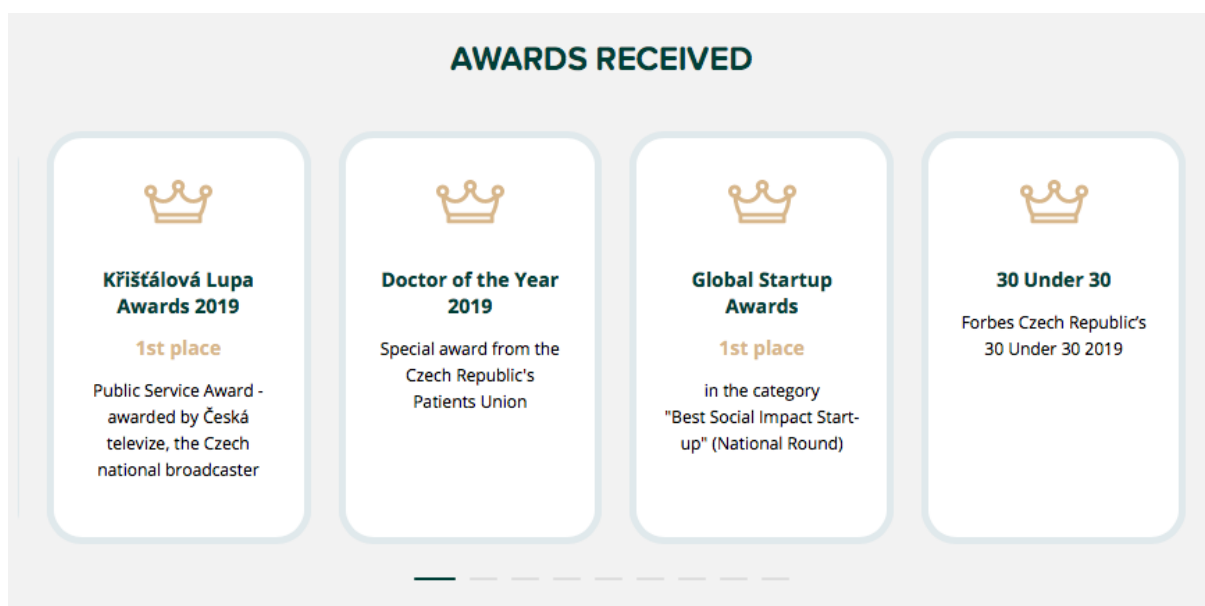 AWARDS RECEIVED
Křišťálová Lupa
Awards 2019
1st place
Public Service Award -
awarded by Česká
televize, the Czech
national broadcaster
Doctor of the Year
2019
Special award from the
Czech Republic's
Patients Union
Global Startup
Awards
1st place
in the category
"Best Social Impact Start-
up" (National Round)
30 Under 30
Forbes Czech Republic’s
30 Under 30 2019